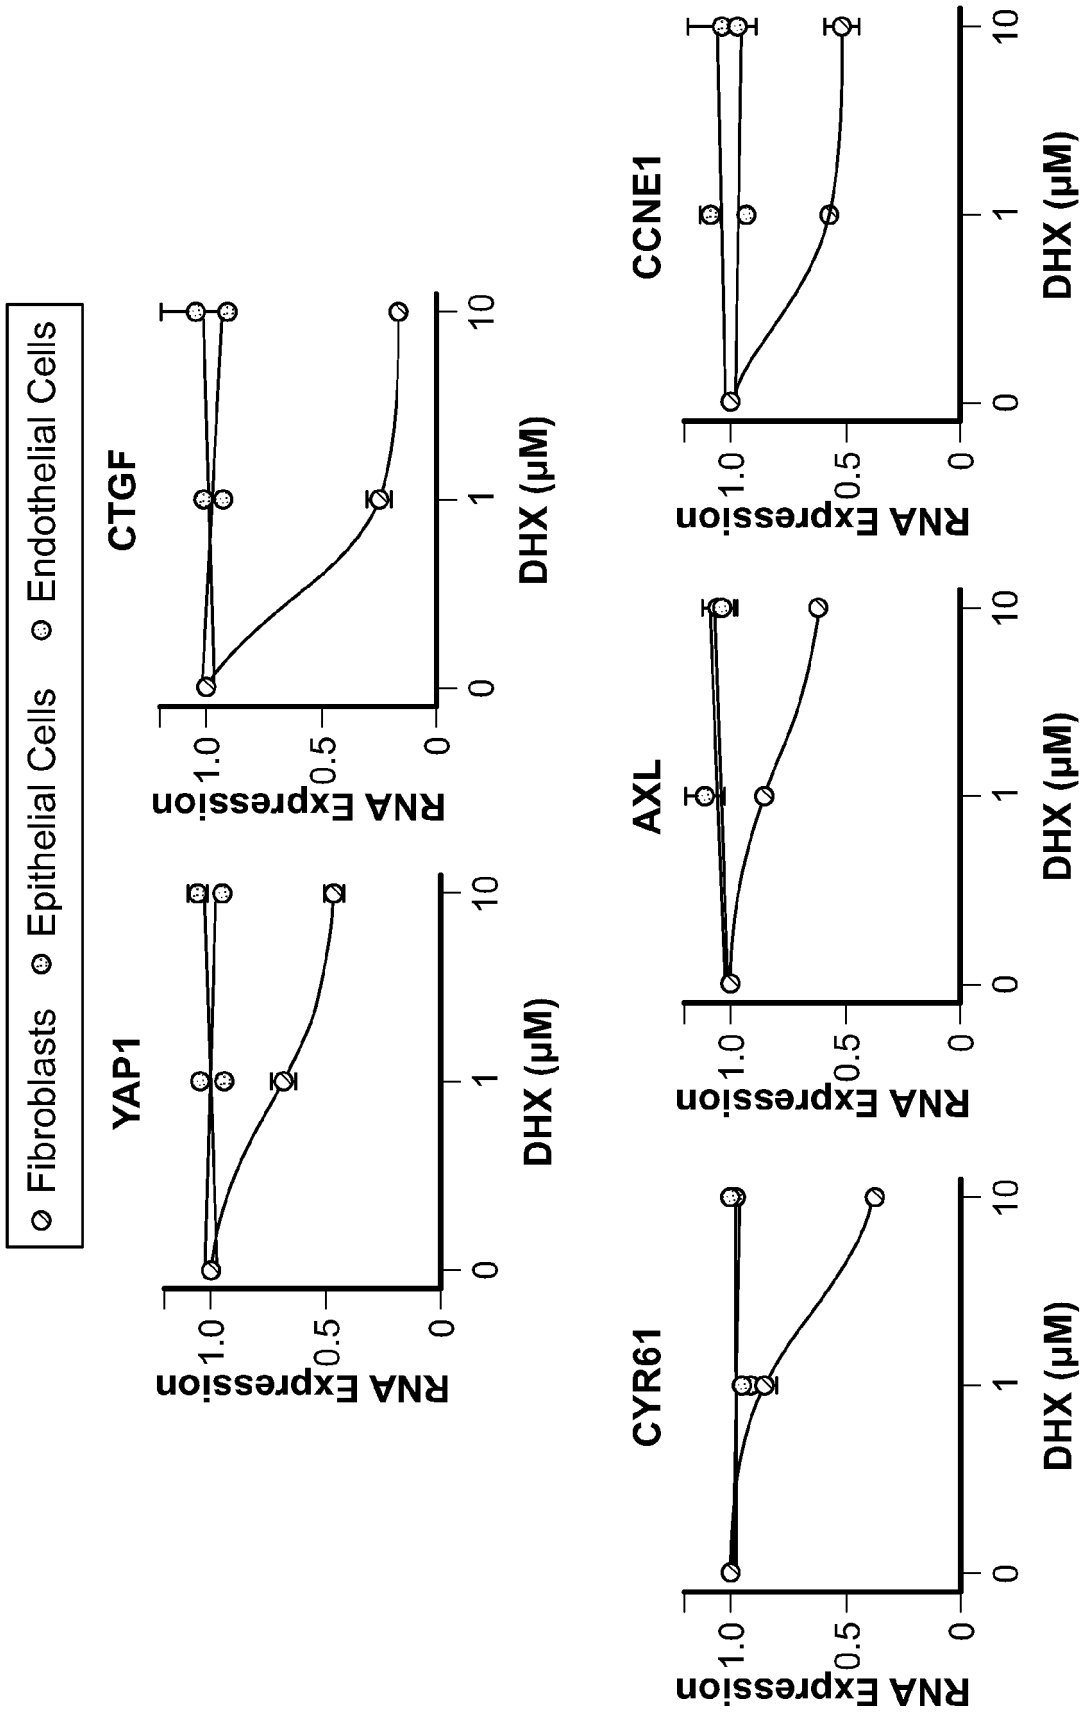 Fibroblasts Epithelial Cells Endothelial Cells
YAP1
RNA Expression
1.0
0.5
0
0 1 10
DHX (µM)
CTGF
RNA Expression
1.0
0.5
0
0 1 10
DHX (µM)
CYR61
RNA Expression
1.0
0.5
0
0 1 10
DHX (µM)
AXL
RNA Expression
1.0
0.5
0
0 1 10
DHX (µM)
CCNE1
RNA Expression
1.0
0.5
0
0 1 10
DHX (µM)